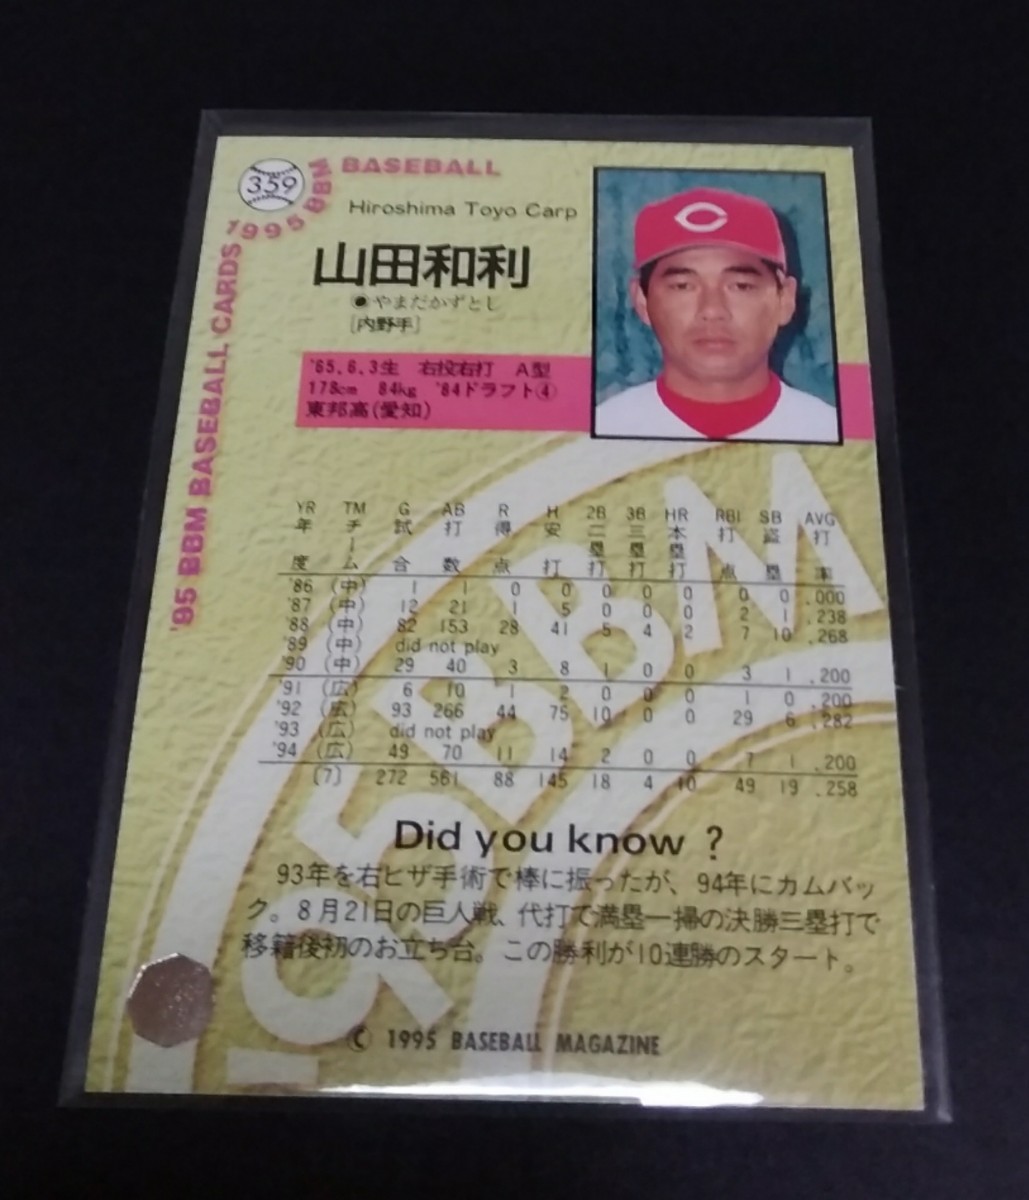 359
1995 BBM BASEBALL
'95 BBM BASEBALL CARDS
Hiroshima Toyo Carp
山田和利
●やまだかずとし
[内野手]
'65.6.3生 右投右打 A型
178cm 84kg '84ドラフト④
東邦高(愛知)
YR TM G AB R H 2B 3B HR RBI SB AVG
年度 チーム 試合 打数 得点 安打 二塁打 三塁打 本塁打 打点 盗塁 打率
'86 (中) 1 1 0 0 0 0 0 0 0 .000
'87 (中) 12 21 1 5 0 0 0 2 1 .238
'88 (中) 82 153 28 41 5 4 2 7 10 .268
'89 (中) did not play
'90 (中) 29 40 3 8 1 0 0 3 1 .200
'91 (広) 6 10 1 2 0 0 0 1 0 .200
'92 (広) 93 266 44 75 10 0 0 29 6 .282
'93 (広) did not play
'94 (広) 49 70 11 14 2 0 0 7 1 .200
(7) 272 561 88 145 18 4 10 49 19 .258
Did you know ?
93年を右ヒザ手術で棒に振ったが、94年にカムバッ
ク。8月21日の巨人戦、代打で満塁一掃の決勝三塁打で
移籍後初のお立ち台。この勝利が10連勝のスタート。
'95 BBM
© 1995 BASEBALL MAGAZINE